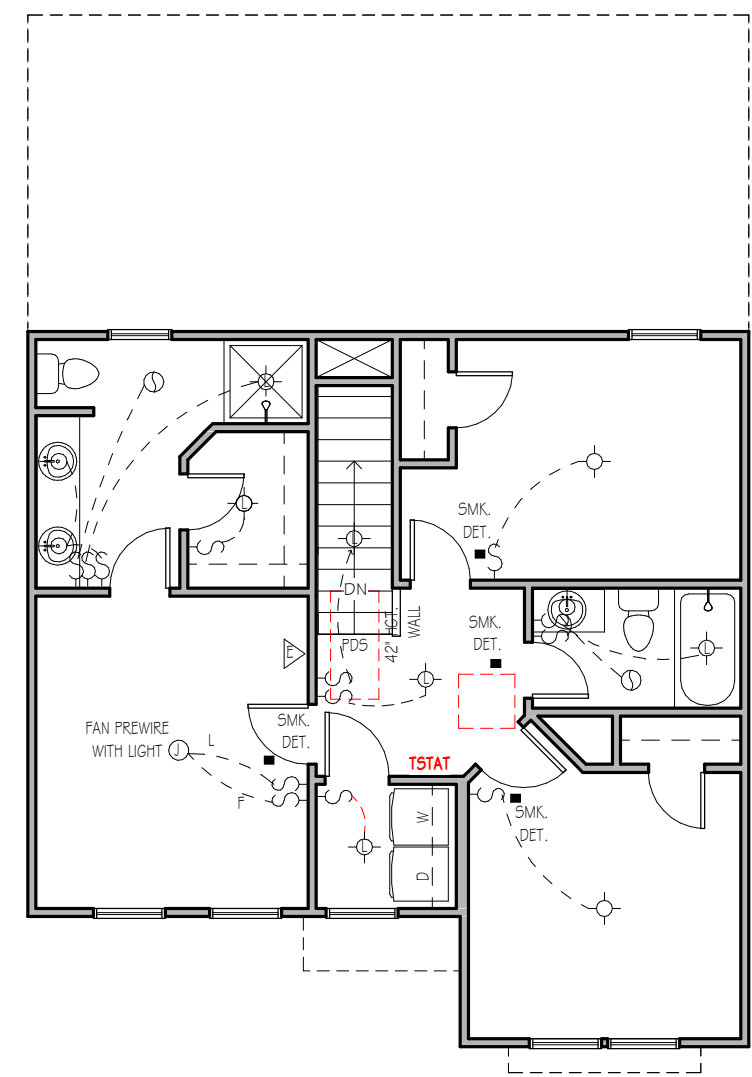 L
SMK.
DET.
L
DN
42" HGT.
WALL
PDS
SMK.
DET.
E
L
L
FAN PREWIRE
WITH LIGHT
J
L
F
SMK.
DET.
TSTAT
W
D
L
SMK.
DET.